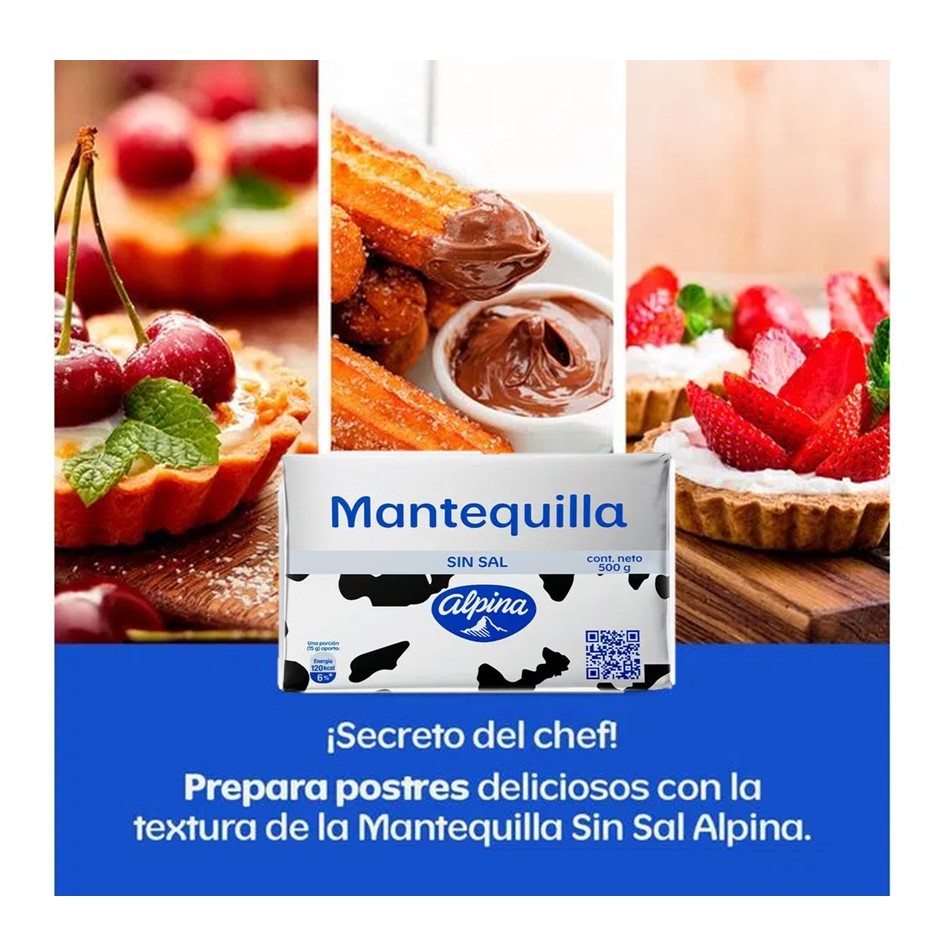 Mantequilla
SIN SAL
cont. neto
500 g
alpina
Una porción
(15 g) aporta:
Energía
120 kcal
6 %*
¡Secreto del chef!
Prepara postres deliciosos con la
textura de la Mantequilla Sin Sal Alpina.